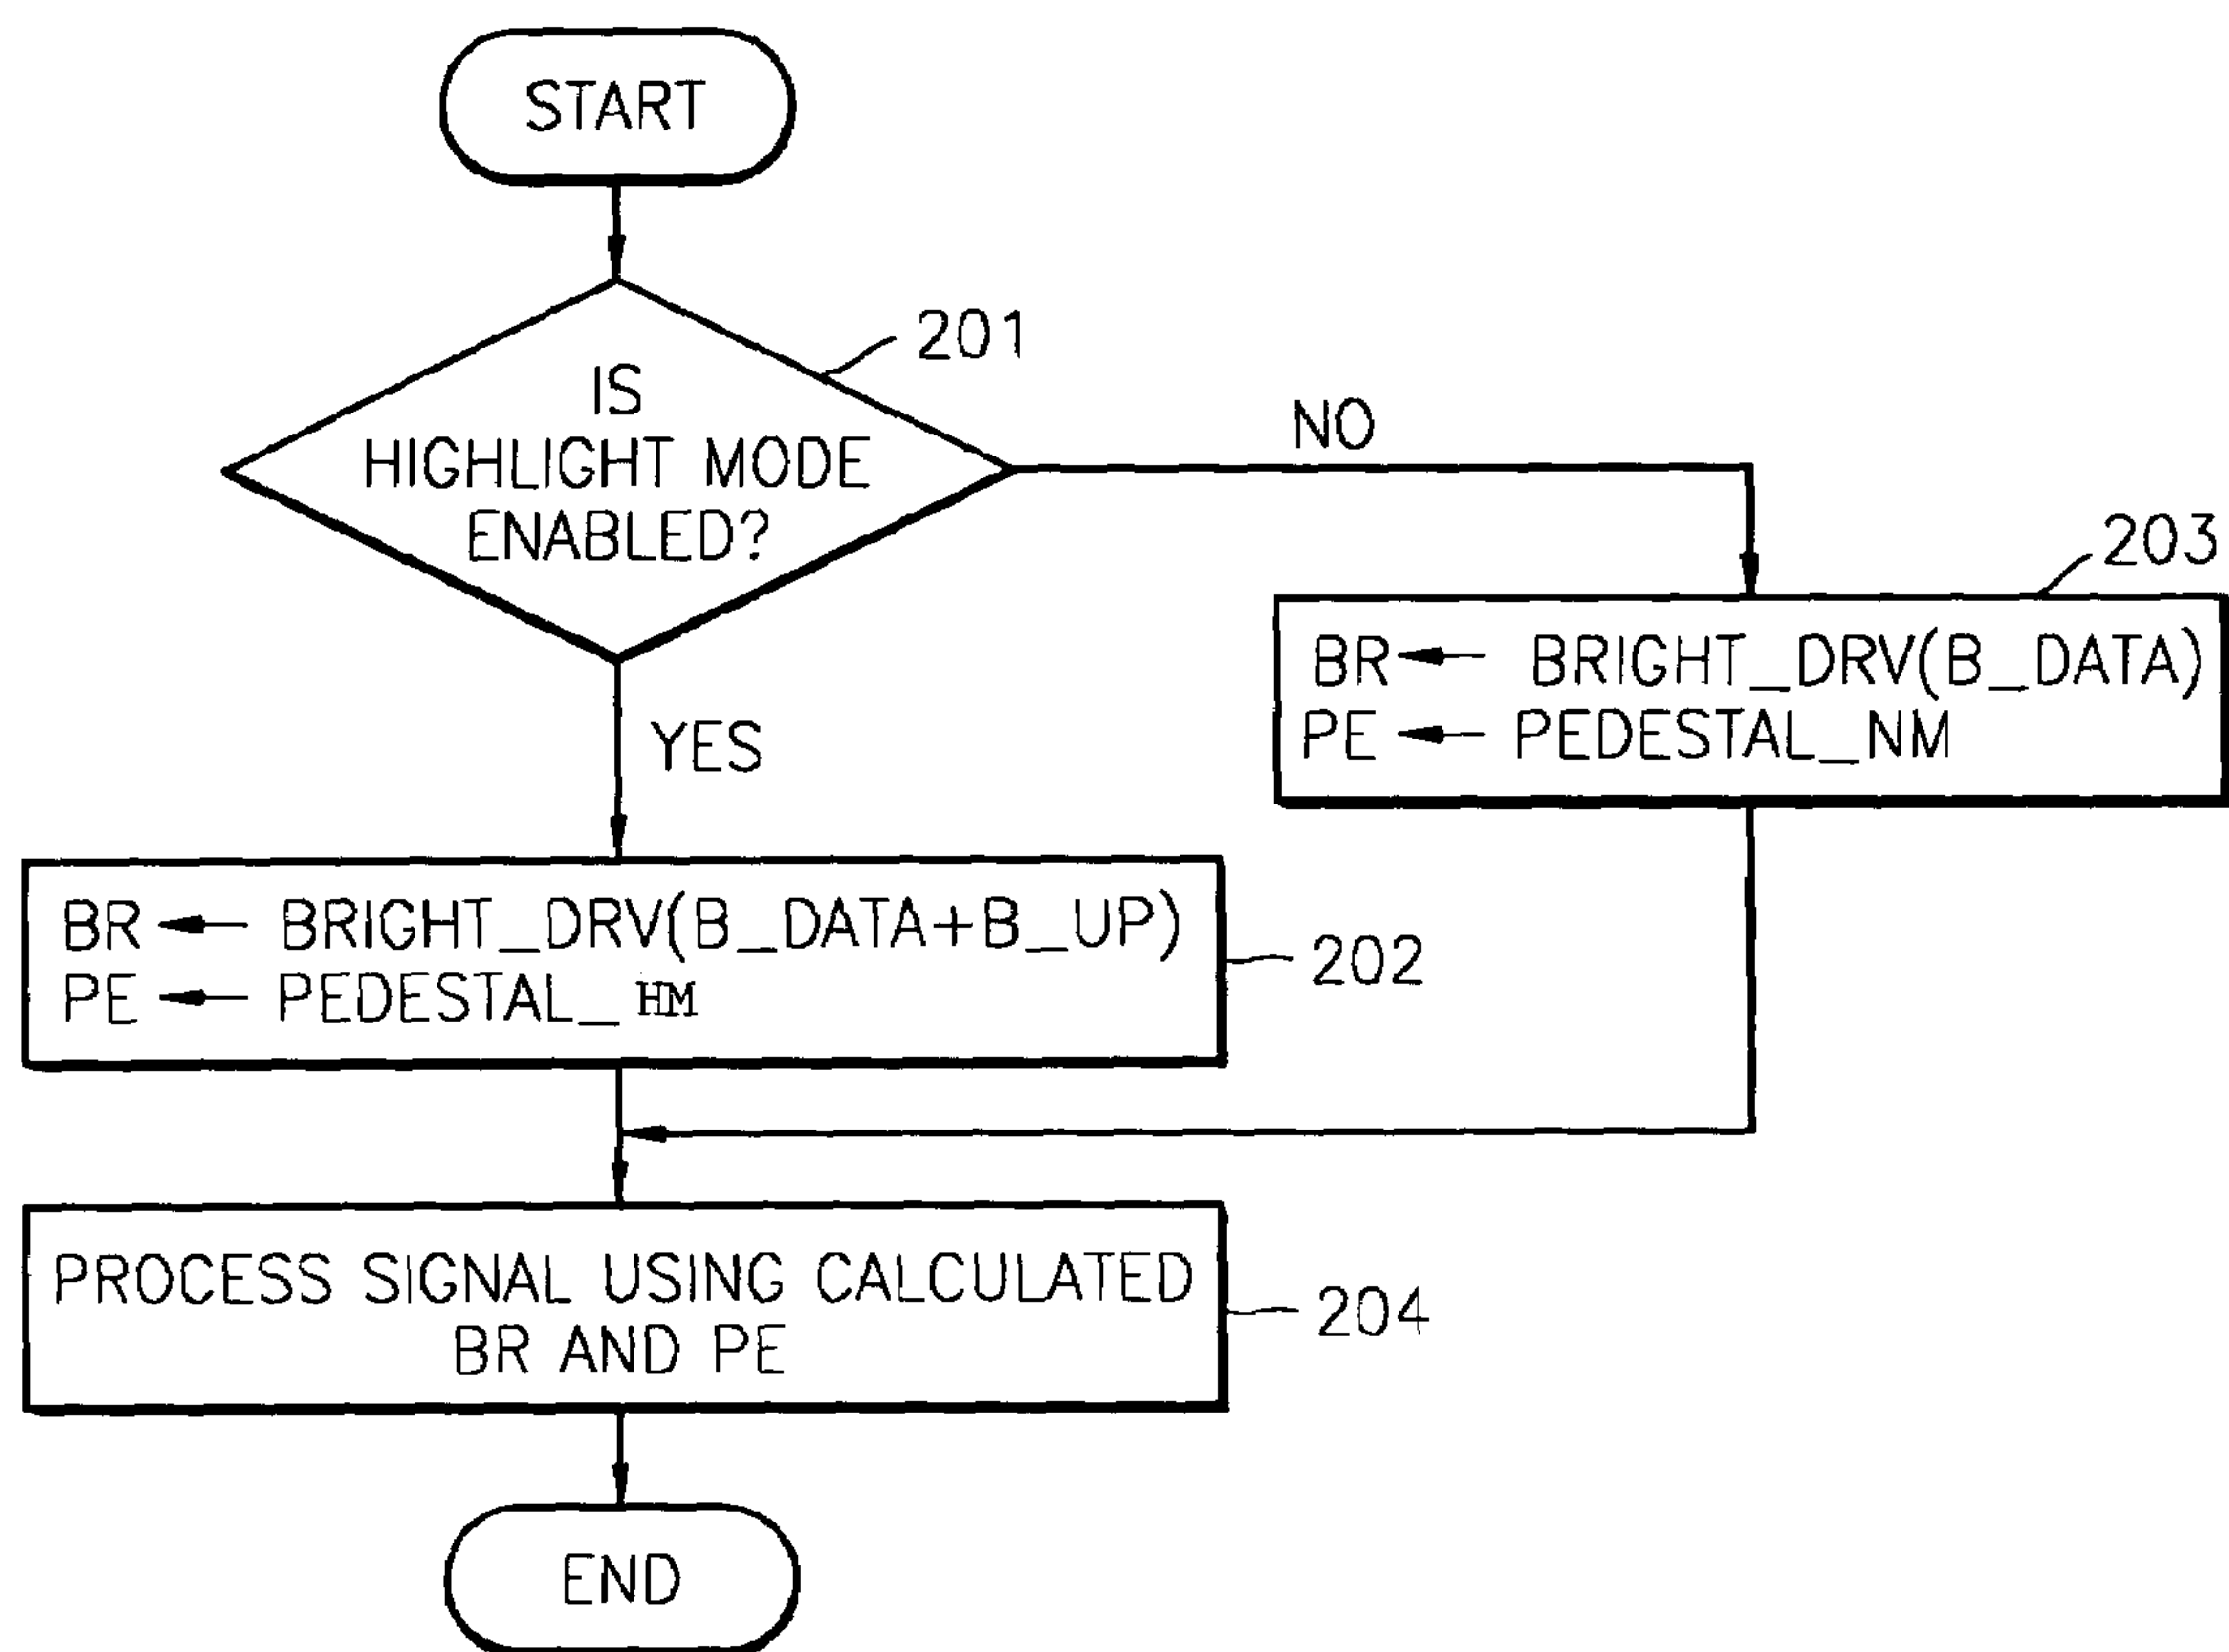 START
201
IS
HIGHLIGHT MODE
ENABLED?
NO
203
BR ← BRIGHT_DRV(B_DATA)
PE ← PEDESTAL_NM
YES
BR ← BRIGHT_DRV(B_DATA+B_UP)
PE ← PEDESTAL_HM
202
PROCESS SIGNAL USING CALCULATED
BR AND PE
204
END